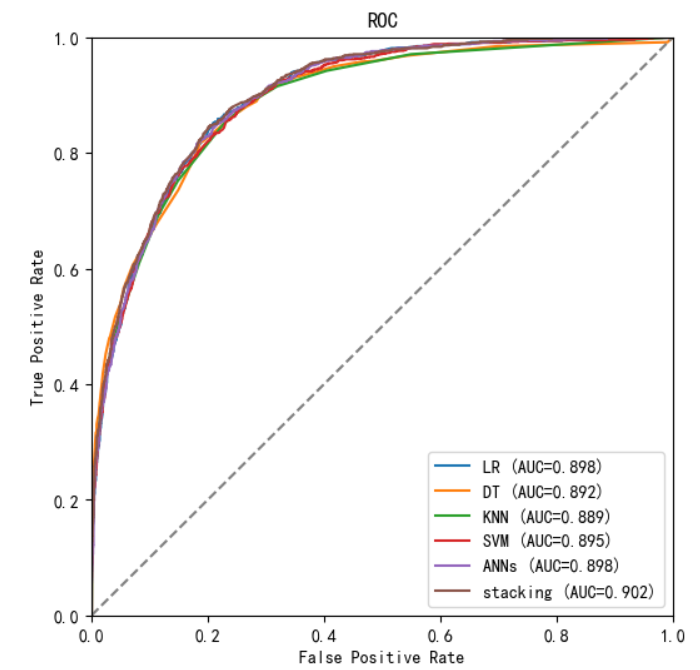 ROC
1.0
0.8
0.6
0.4
0.2
0.0
True Positive Rate
LR (AUC=0.898)
DT (AUC=0.892)
KNN (AUC=0.889)
SVM (AUC=0.895)
ANNs (AUC=0.898)
stacking (AUC=0.902)
0.0 0.2 0.4 0.6 0.8 1.0
False Positive Rate